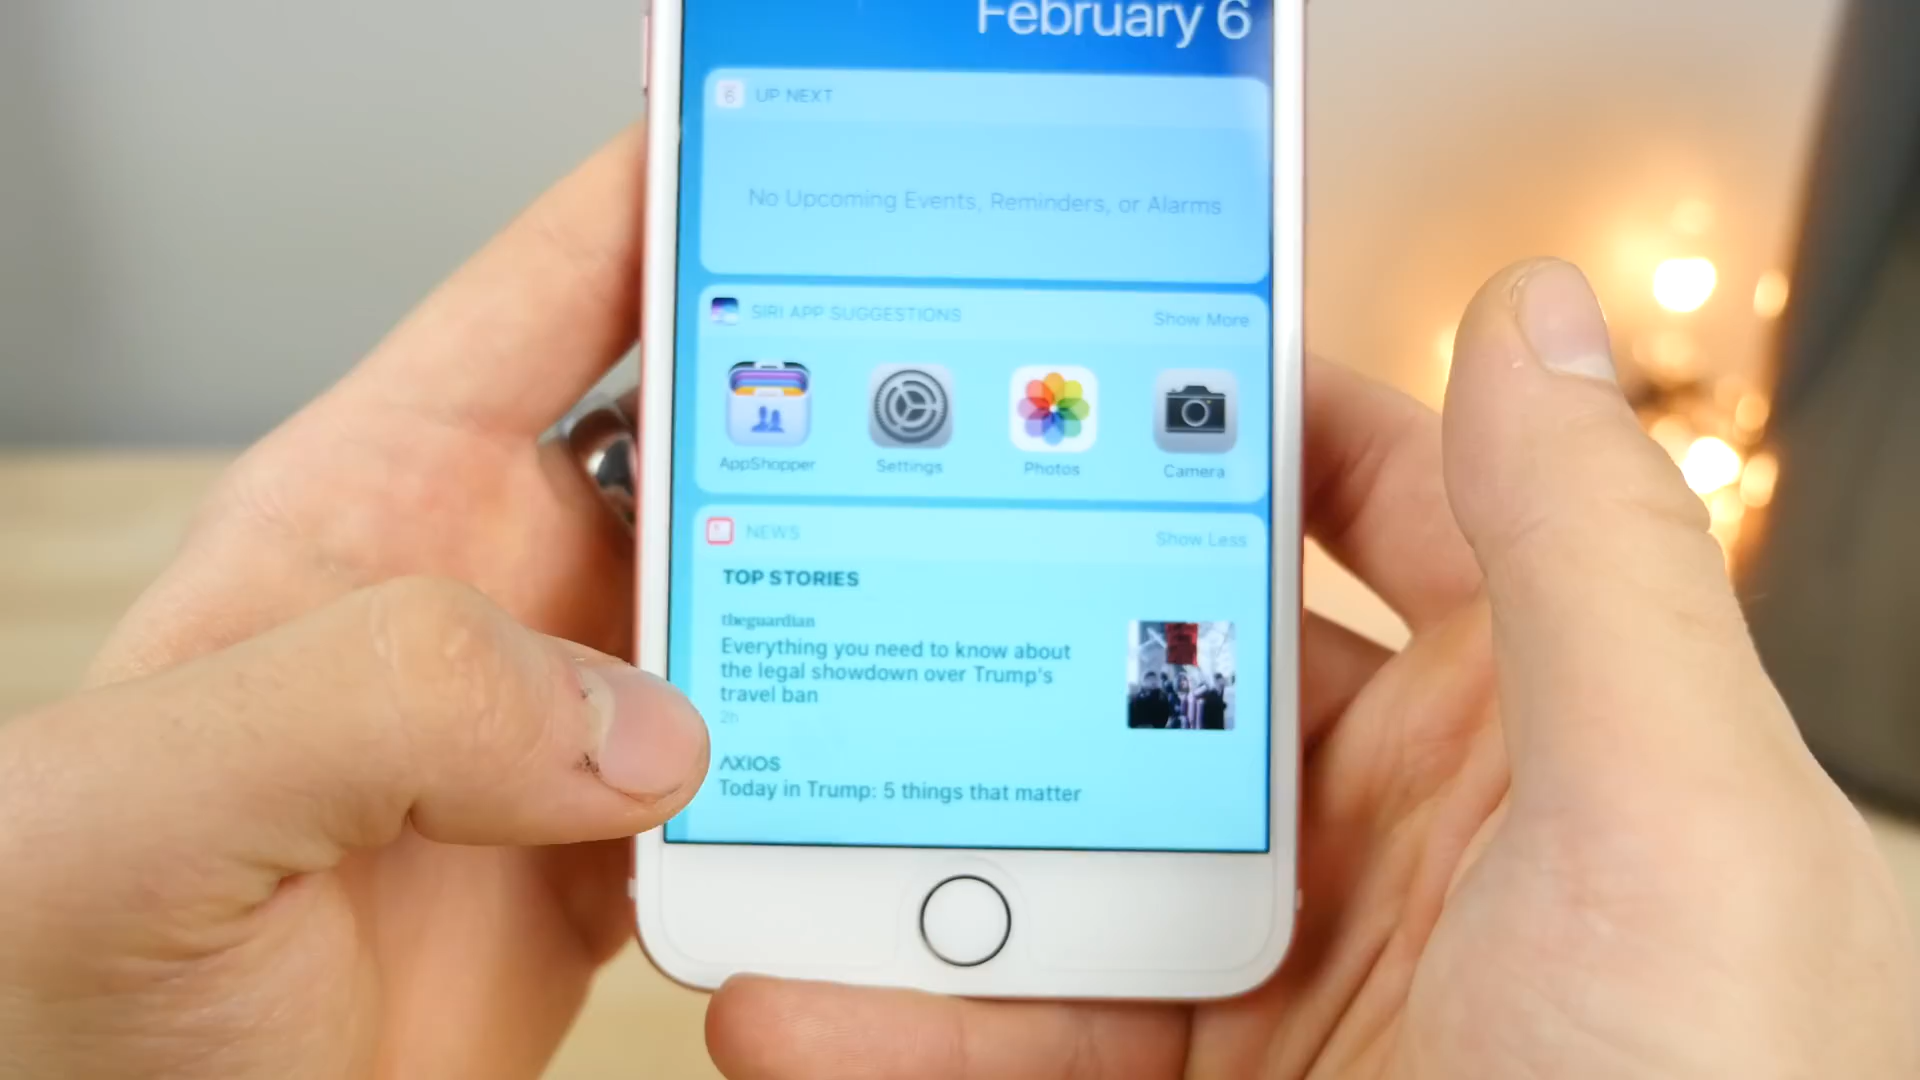 February 6
6 UP NEXT
No Upcoming Events, Reminders, or Alarms
SIRI APP SUGGESTIONS
Show More
AppShopper
Settings
Photos
Camera
NEWS
Show Less
TOP STORIES
theguardian
Everything you need to know about
the legal showdown over Trump's
travel ban
2h
AXIOS
Today in Trump: 5 things that matter